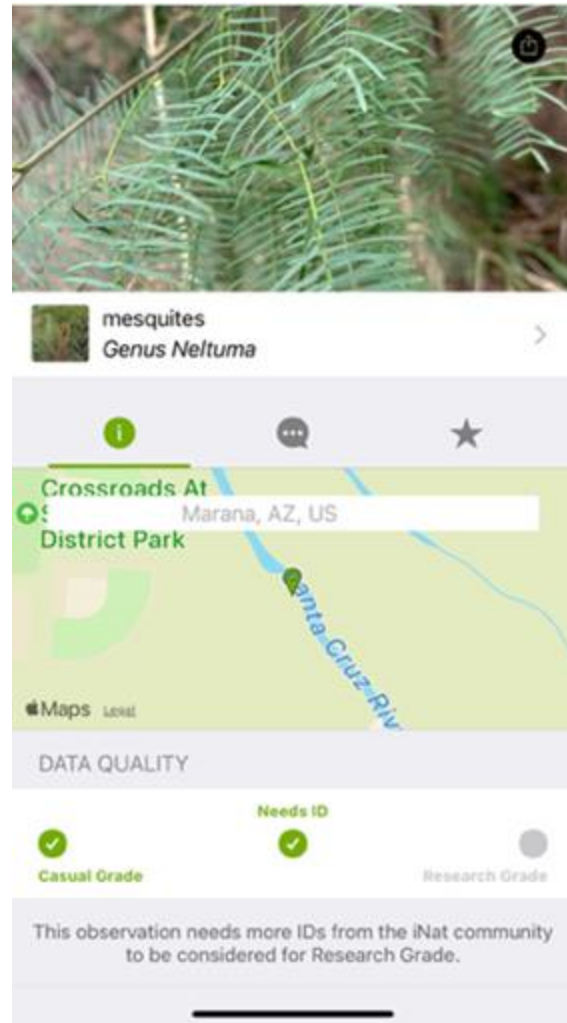 mesquites
Genus Neltuma
Crossroads At
Marana, AZ, US
District Park
Santa Cruz Riv
Maps Legal
DATA QUALITY
Needs ID
Casual Grade
Research Grade
This observation needs more IDs from the iNat community
to be considered for Research Grade.